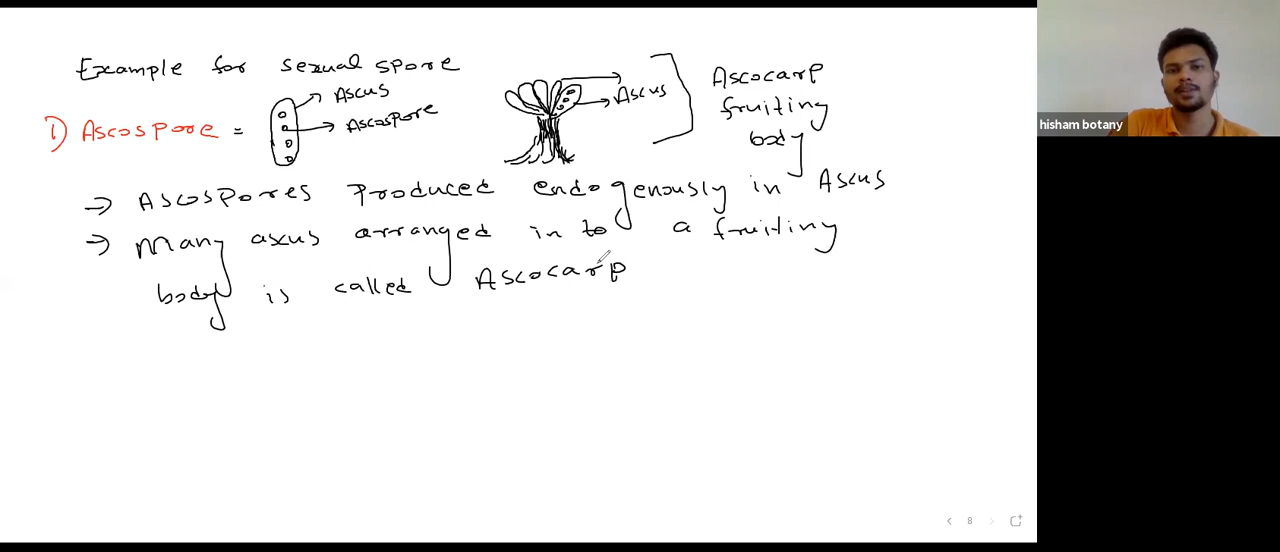 Example for sexual spore
1) Ascospore =
Ascus
Ascospore
Ascus
Ascocarp
fruiting
body
→ Ascospores produced endogenously in Ascus
→ Many axus arranged in to a fruiting
body is called Ascocarp
hisham botany
8